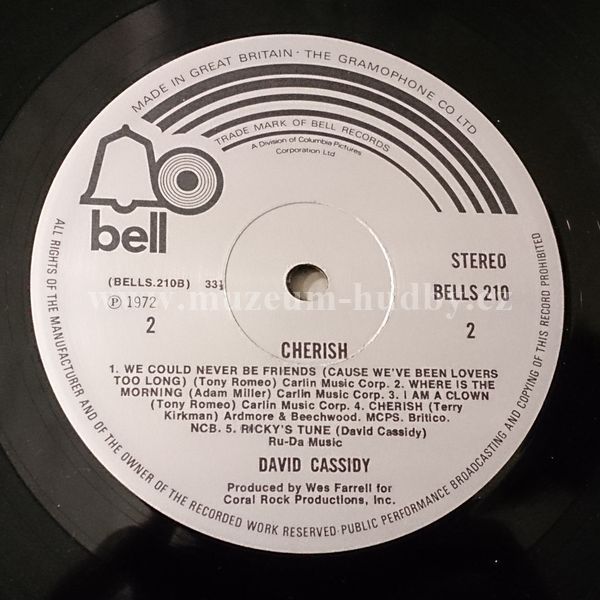 MADE IN GREAT BRITAIN · THE GRAMOPHONE CO LTD
TRADE MARK OF BELL RECORDS
A Division of Columbia Pictures
Corporation Ltd
bell
STEREO
(BELLS.210B) 33⅓
BELLS 210
℗ 1972
2
2
www.muzeum-hudby.cz
CHERISH
1. WE COULD NEVER BE FRIENDS (CAUSE WE'VE BEEN LOVERS
TOO LONG) (Tony Romeo) Carlin Music Corp. 2. WHERE IS THE
MORNING (Adam Miller) Carlin Music Corp. 3. I AM A CLOWN
(Tony Romeo) Carlin Music Corp. 4. CHERISH (Terry
Kirkman) Ardmore & Beechwood. MCPS. Britico.
NCB. 5. RICKY'S TUNE (David Cassidy)
Ru-Da Music
DAVID CASSIDY
Produced by Wes Farrell for
Coral Rock Productions, Inc.
ALL RIGHTS OF THE MANUFACTURER AND OF THE OWNER OF THE RECORDED WORK RESERVED·PUBLIC PERFORMANCE BROADCASTING AND COPYING OF THIS RECORD PROHIBITED